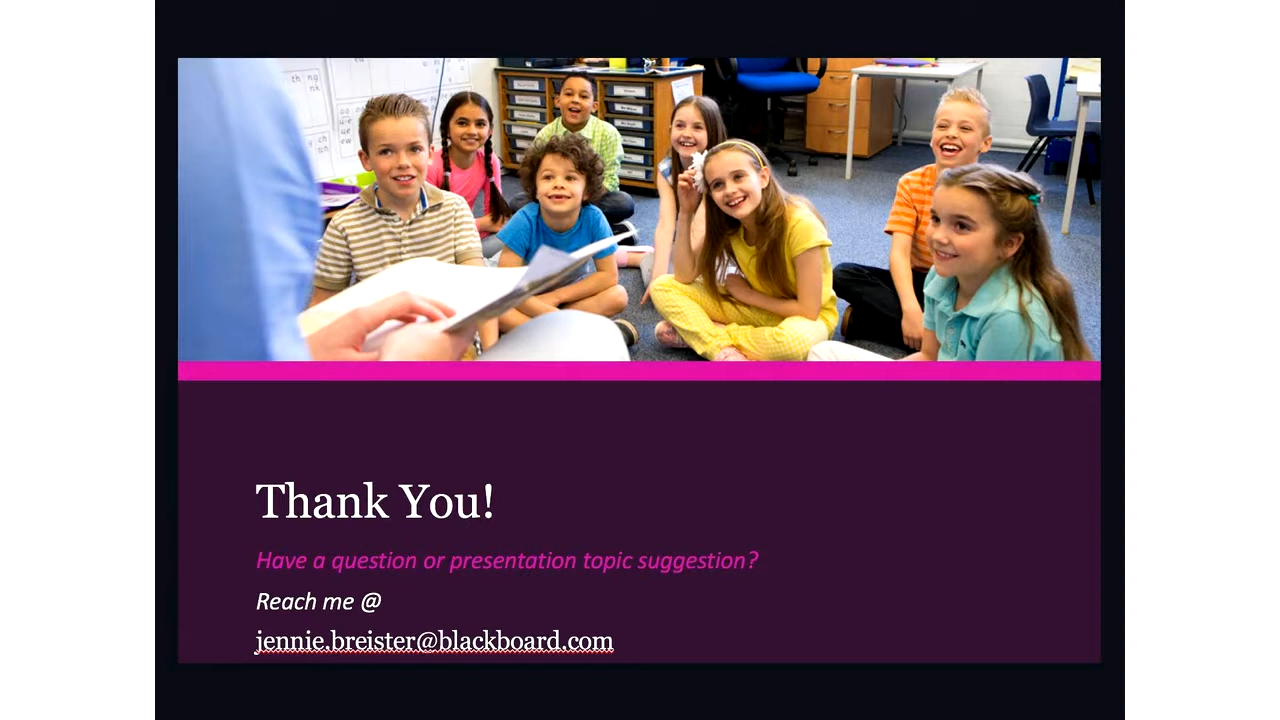 Thank You!
Have a question or presentation topic suggestion?
Reach me @
jennie.breister@blackboard.com